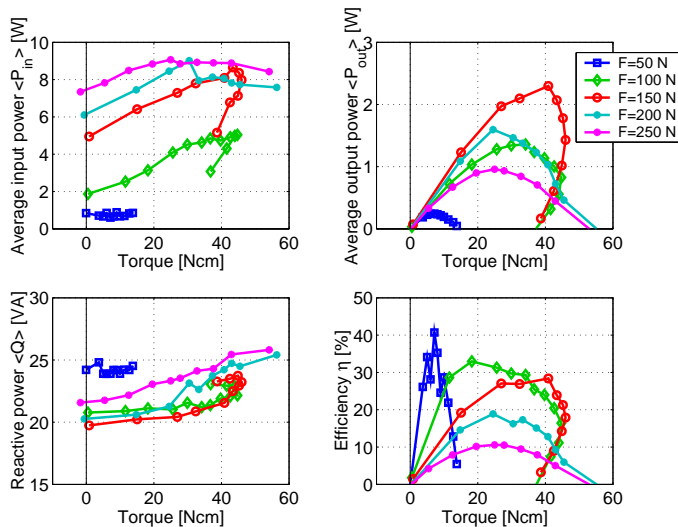 Average input power <P_in> [W]
10
8
6
4
2
0
0 20 40 60
Torque [Ncm]
Average output power <P_out> [W]
3
2
1
0
0 20 40 60
Torque [Ncm]
F=50 N
F=100 N
F=150 N
F=200 N
F=250 N
Reactive power <Q> [VA]
30
25
20
15
0 20 40 60
Torque [Ncm]
Efficiency η [%]
50
40
30
20
10
0
0 20 40 60
Torque [Ncm]